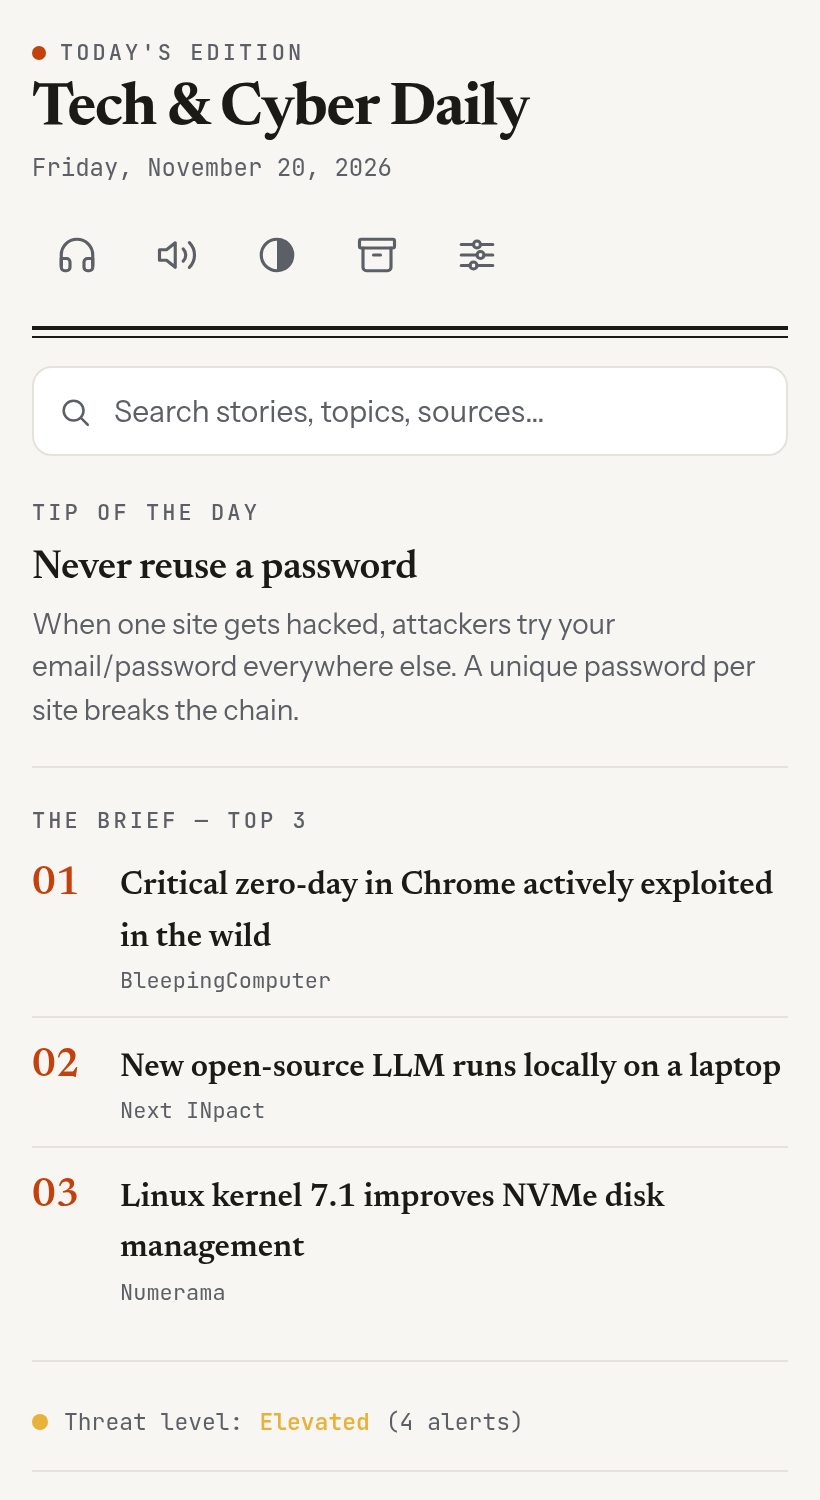 TODAY'S EDITION
Tech & Cyber Daily
Friday, November 20, 2026
Search stories, topics, sources...
TIP OF THE DAY
Never reuse a password
When one site gets hacked, attackers try your
email/password everywhere else. A unique password per
site breaks the chain.
THE BRIEF — TOP 3
01 Critical zero-day in Chrome actively exploited
in the wild
BleepingComputer
02 New open-source LLM runs locally on a laptop
Next INpact
03 Linux kernel 7.1 improves NVMe disk
management
Numerama
Threat level: Elevated (4 alerts)